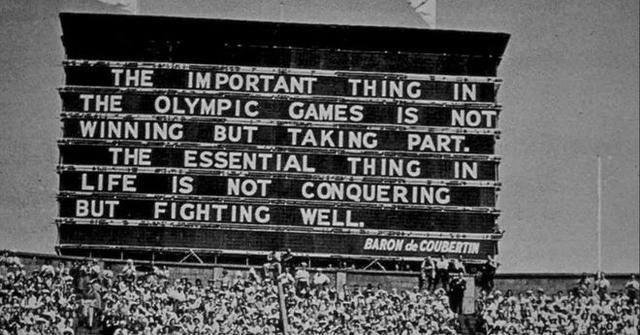 THE IMPORTANT THING IN
THE OLYMPIC GAMES IS NOT
WINNING BUT TAKING PART.
THE ESSENTIAL THING IN
LIFE IS NOT CONQUERING
BUT FIGHTING WELL.
BARON de COUBERTIN